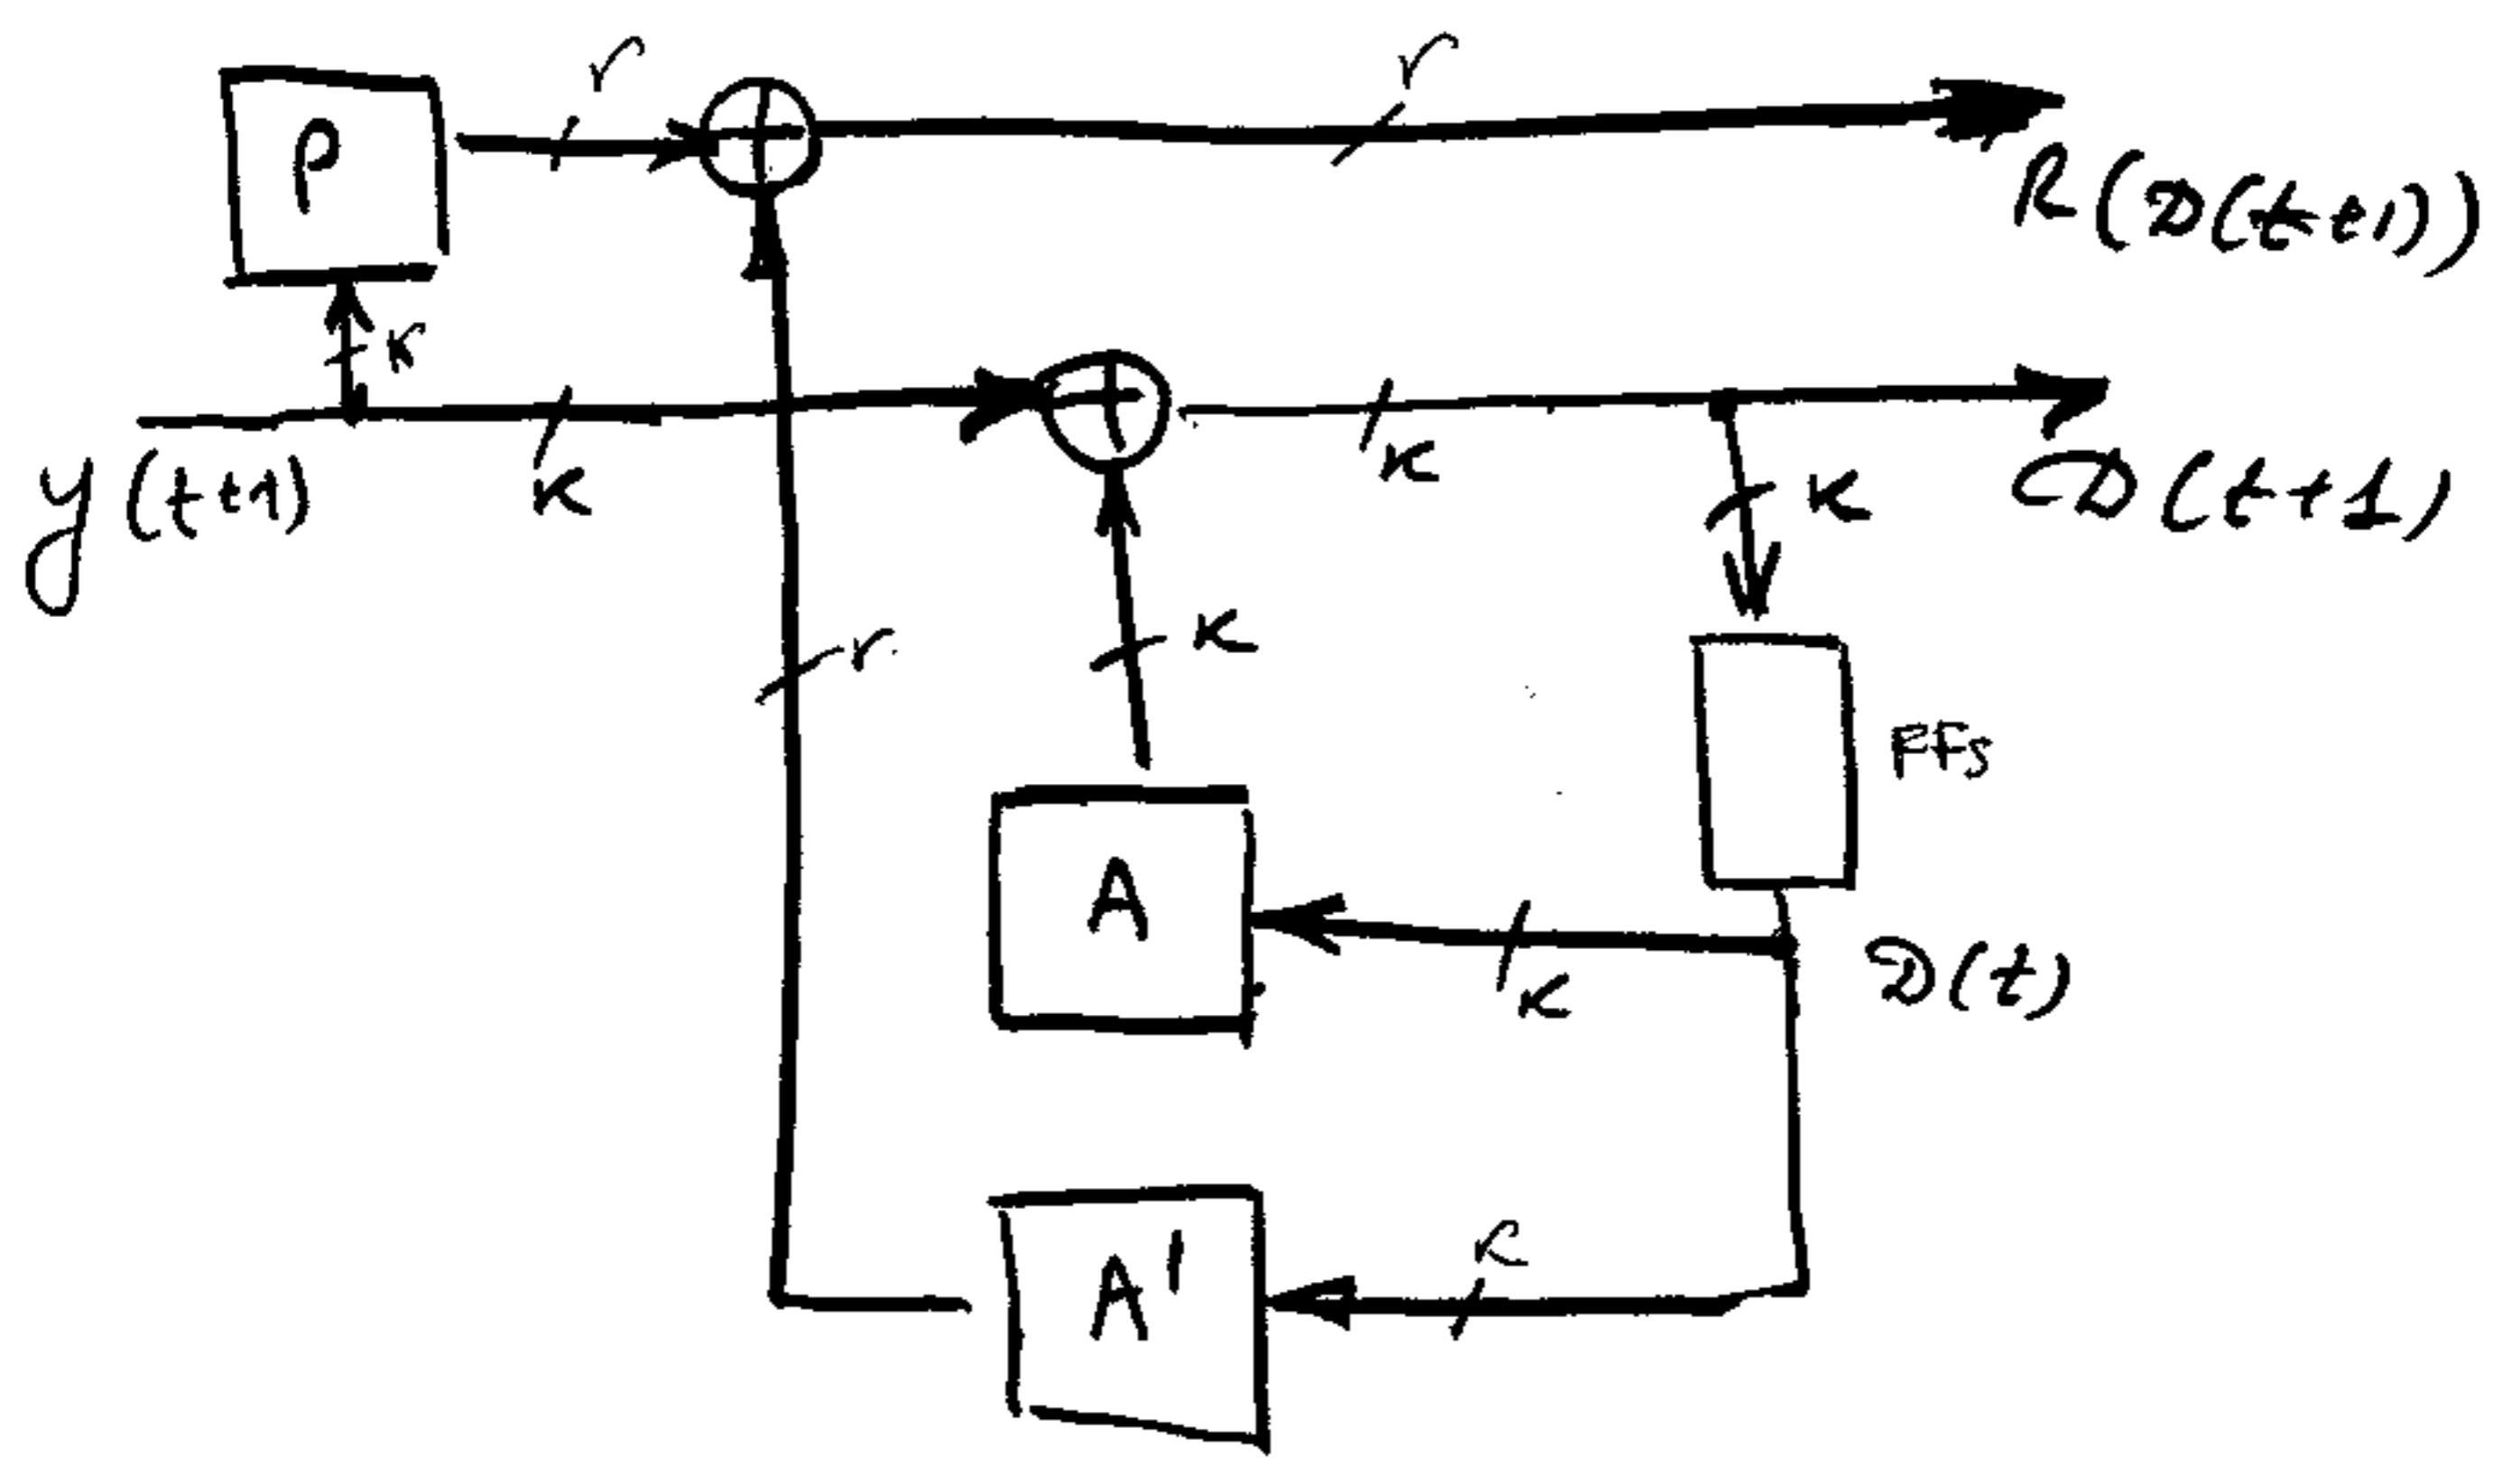 r
r
P
R(D(t+1))
K
y(t+1)
K
K
K
D(t+1)
r
K
FFs
A
K
D(t)
K
A'